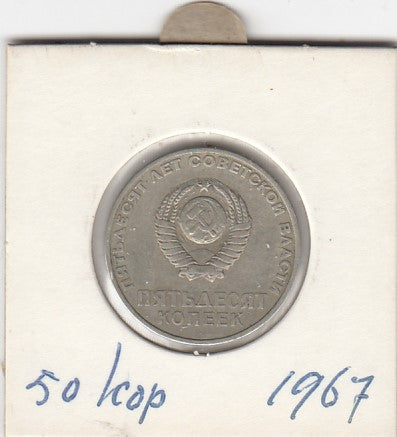 ПЯТЬДЕСЯТ ЛЕТ СОВЕТСКОЙ ВЛАСТИ
ПЯТЬДЕСЯТ
КОПЕЕК
50 kop 1967